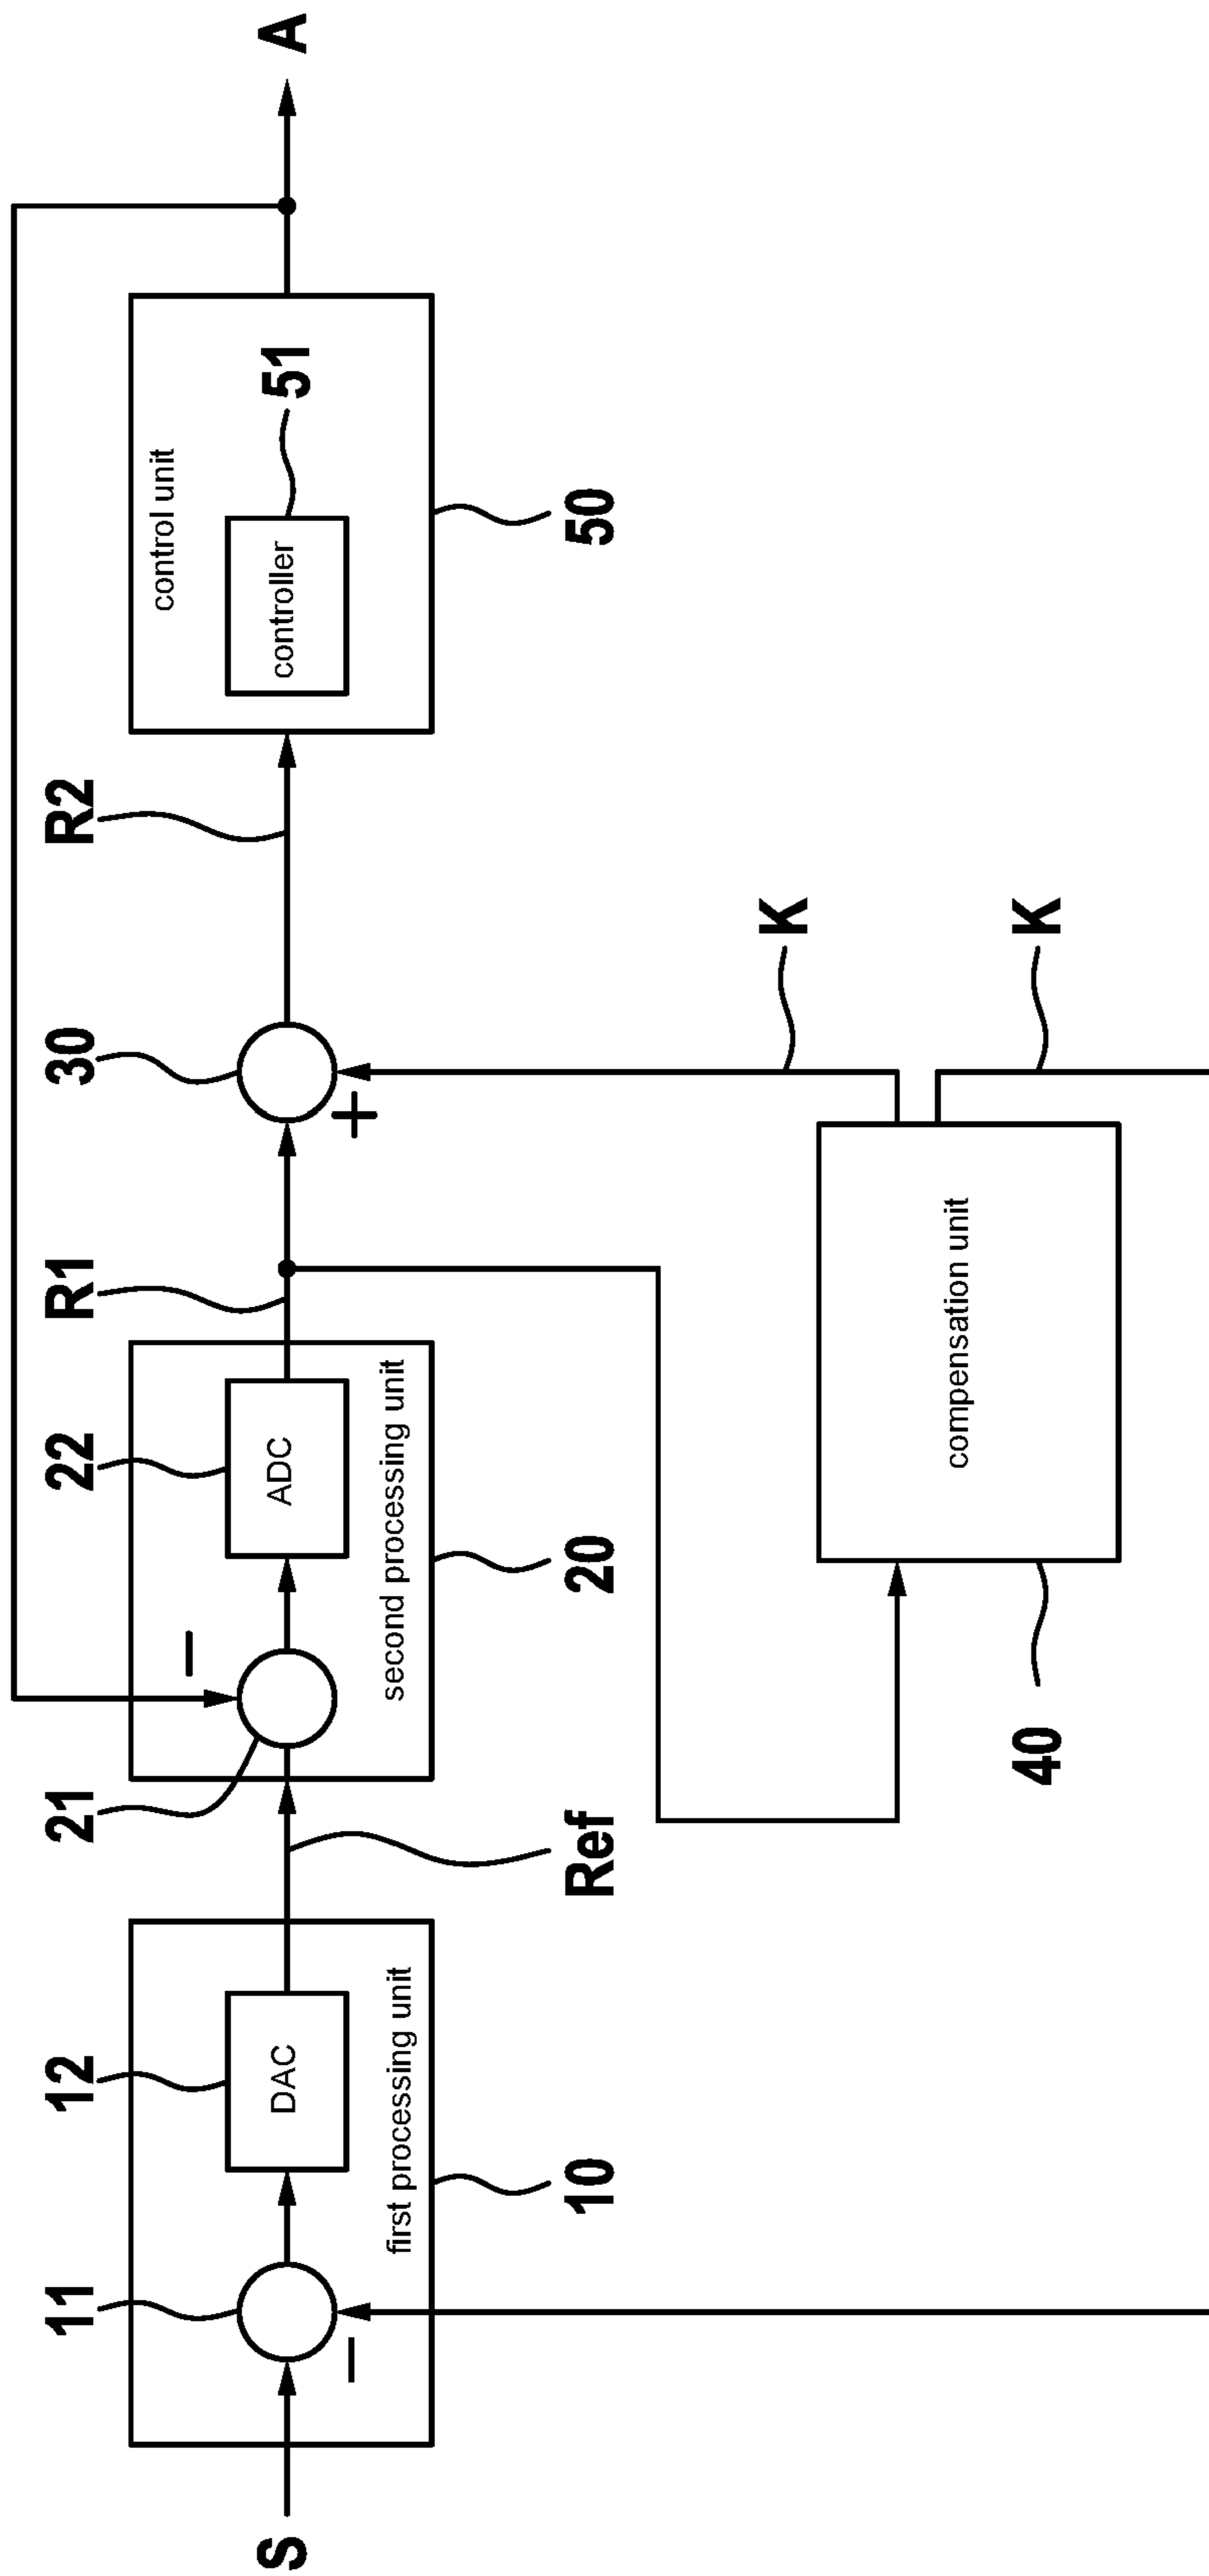 S
11
12
DAC
first processing unit
10
Ref
21
22
ADC
second processing unit
20
R1
30
+
R2
control unit
controller
51
50
A
−
−
K
K
compensation unit
40